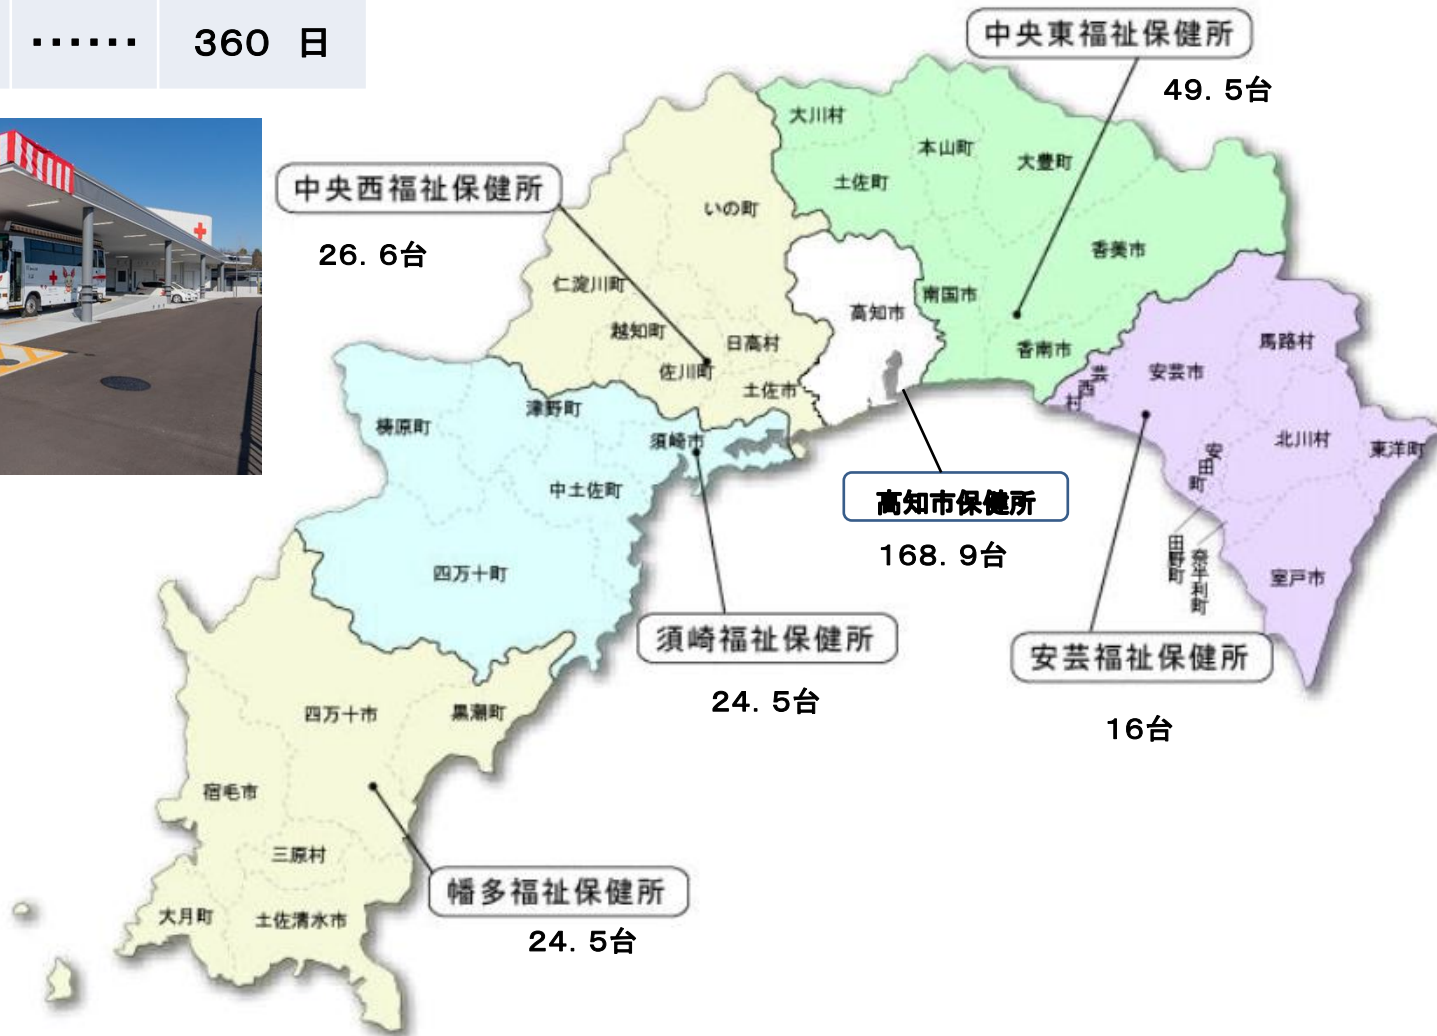 ‥‥‥ 360 日
中央東福祉保健所
49. 5台
中央西福祉保健所
26. 6台
大川村
本山町
大豊町
土佐町
いの町
香美市
仁淀川町
南国市
高知市
越知町
日高村
香南市
馬路村
佐川町
土佐市
安芸市
芸西村
津野町
梼原町
須崎市
北川村
東洋町
安田町
中土佐町
高知市保健所
168. 9台
田野町
奈半利町
四万十町
室戸市
須崎福祉保健所
24. 5台
安芸福祉保健所
16台
四万十市
黒潮町
宿毛市
三原村
幡多福祉保健所
24. 5台
大月町
土佐清水市